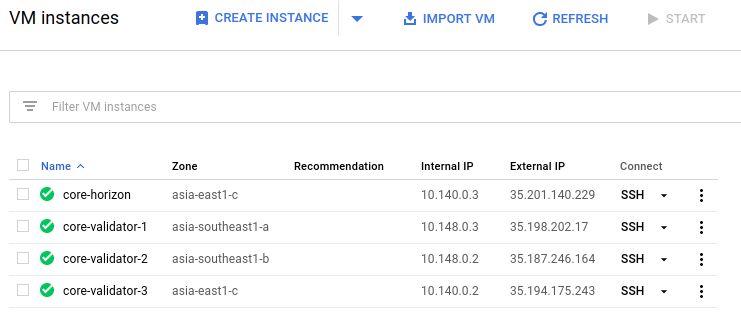 VM instances CREATE INSTANCE IMPORT VM REFRESH START
Filter VM instances
Name Zone Recommendation Internal IP External IP Connect
core-horizon asia-east1-c 10.140.0.3 35.201.140.229 SSH
core-validator-1 asia-southeast1-a 10.148.0.3 35.198.202.17 SSH
core-validator-2 asia-southeast1-b 10.148.0.2 35.187.246.164 SSH
core-validator-3 asia-east1-c 10.140.0.2 35.194.175.243 SSH